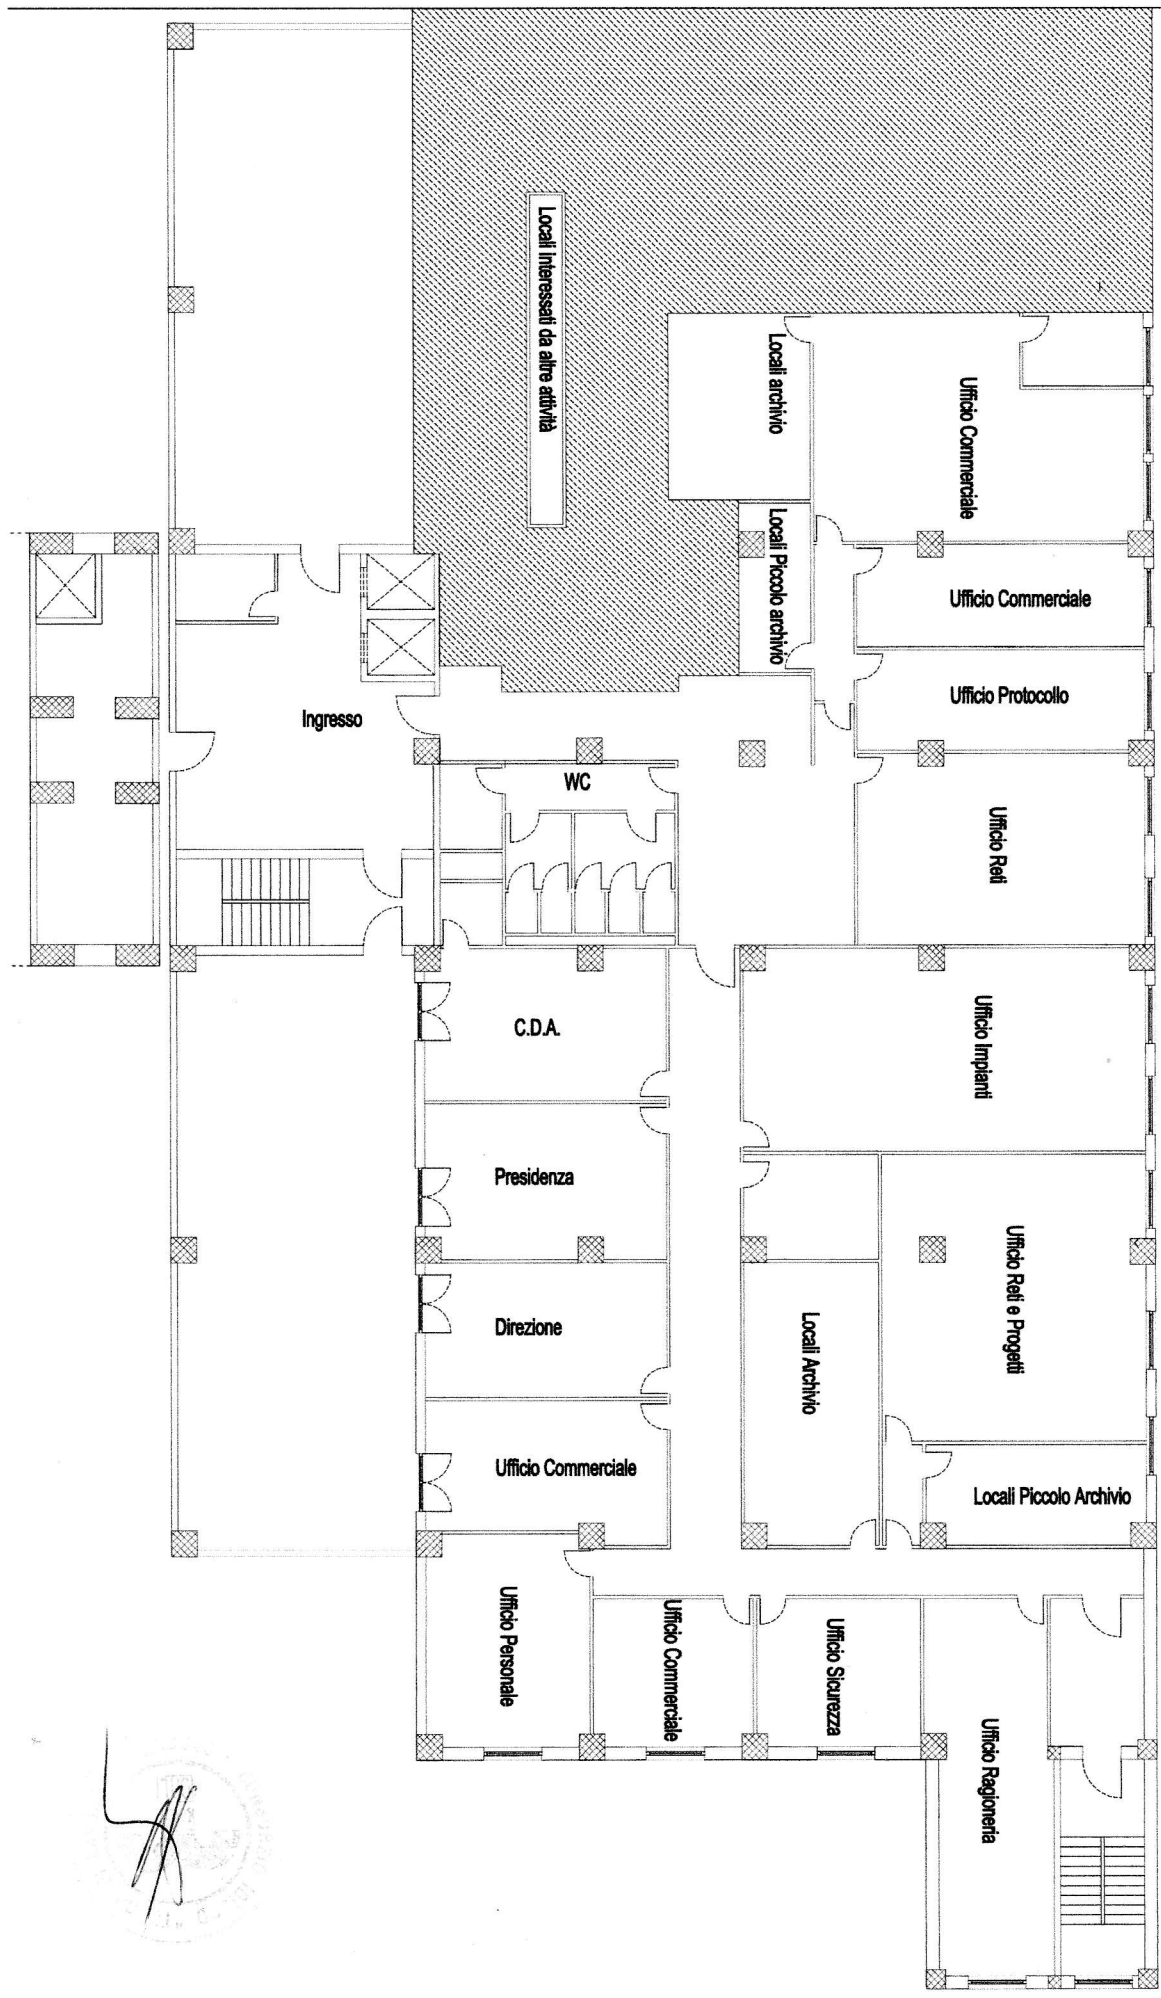 Locali interessati da altre attività
Locali archivio
Ufficio Commerciale
Locali Piccolo archivio
Ufficio Commerciale
Ufficio Protocollo
Ingresso
WC
Ufficio Reti
C.D.A.
Ufficio Impianti
Presidenza
Ufficio Reti e Progetti
Direzione
Locali Archivio
Ufficio Commerciale
Locali Piccolo Archivio
Ufficio Personale
Ufficio Commerciale
Ufficio Sicurezza
Ufficio Ragioneria